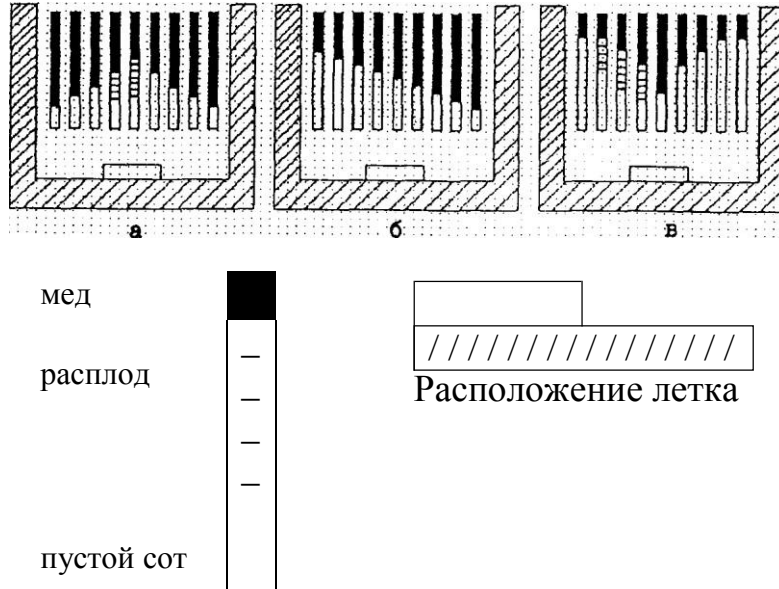 а б в
мед
расплод
Расположение летка
пустой сот